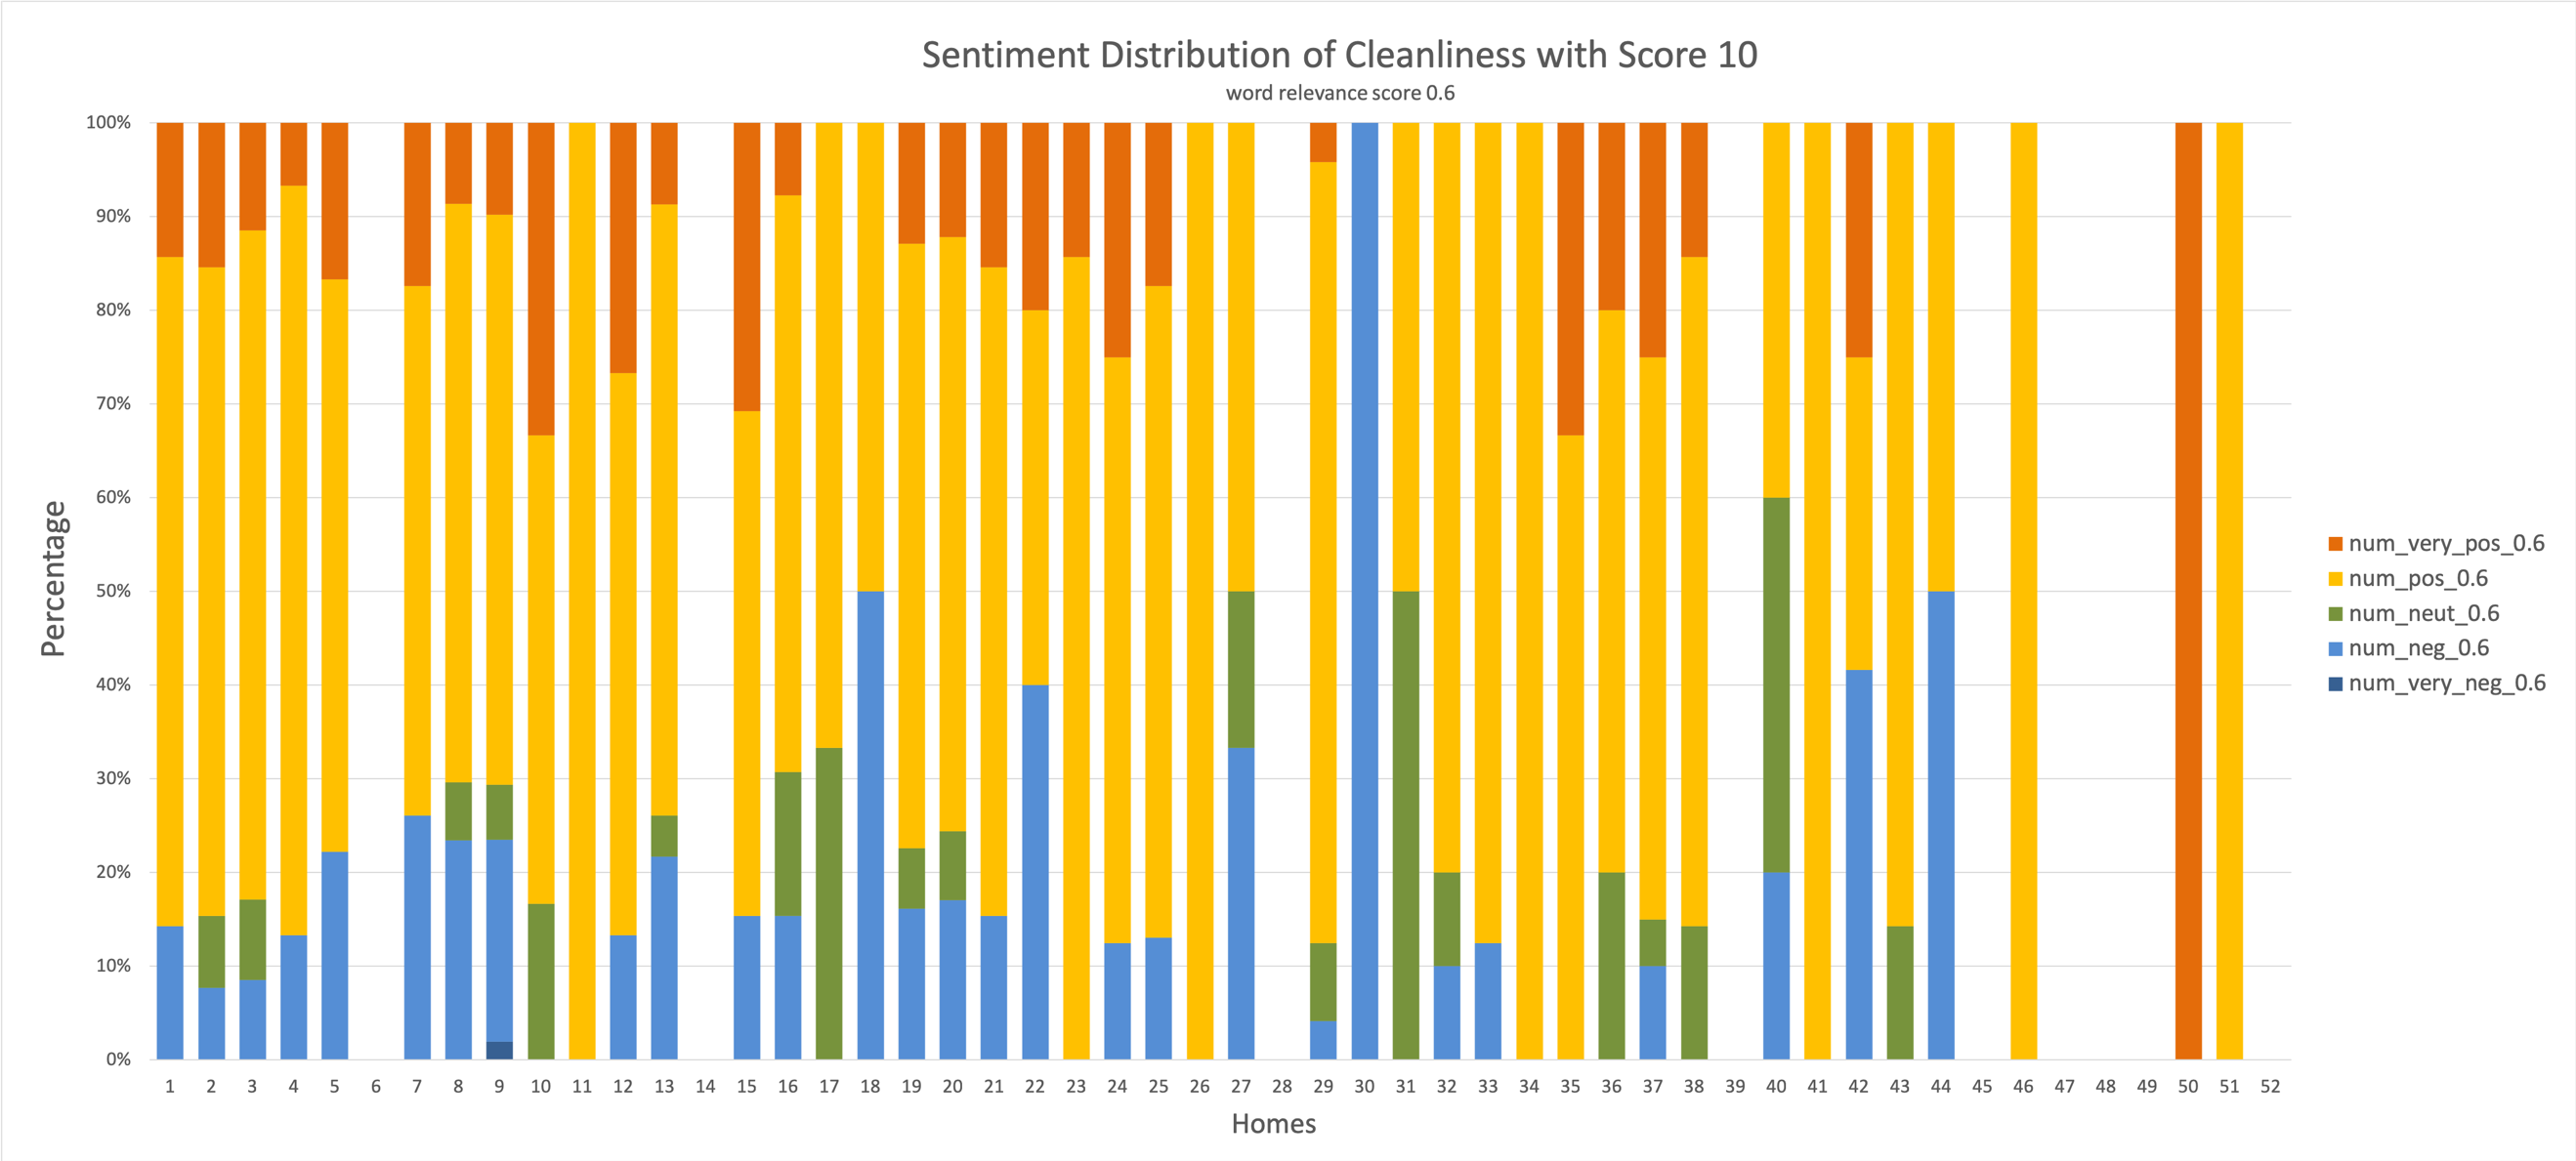 Sentiment Distribution of Cleanliness with Score 10
word relevance score 0.6
100%
90%
80%
70%
60%
50%
40%
30%
20%
10%
0%
Percentage
1 2 3 4 5 6 7 8 9 10 11 12 13 14 15 16 17 18 19 20 21 22 23 24 25 26 27 28 29 30 31 32 33 34 35 36 37 38 39 40 41 42 43 44 45 46 47 48 49 50 51 52
Homes
num_very_pos_0.6
num_pos_0.6
num_neut_0.6
num_neg_0.6
num_very_neg_0.6